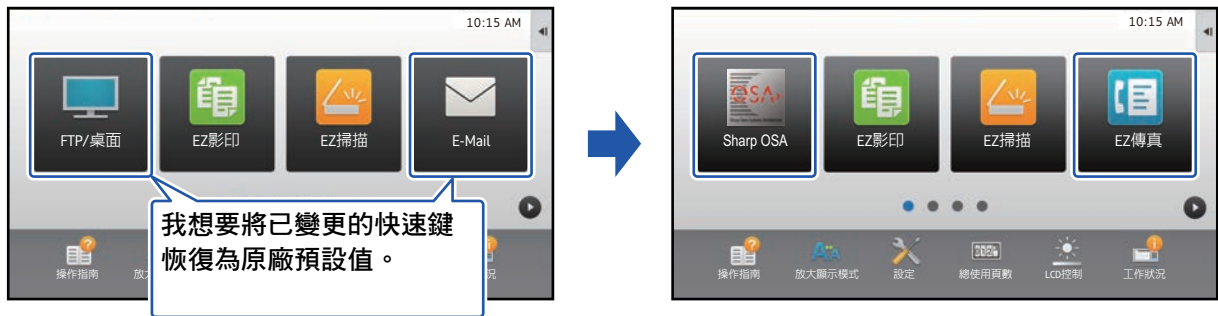 10:15 AM
FTP/桌面
EZ影印
EZ掃描
E-Mail
我想要將已變更的快速鍵
恢復為原廠預設值。
操作指南
放
況
10:15 AM
OSA
Sharp OSA
EZ影印
EZ掃描
EZ傳真
操作指南
放大顯示模式
設定
總使用頁數
LCD控制
工作狀況